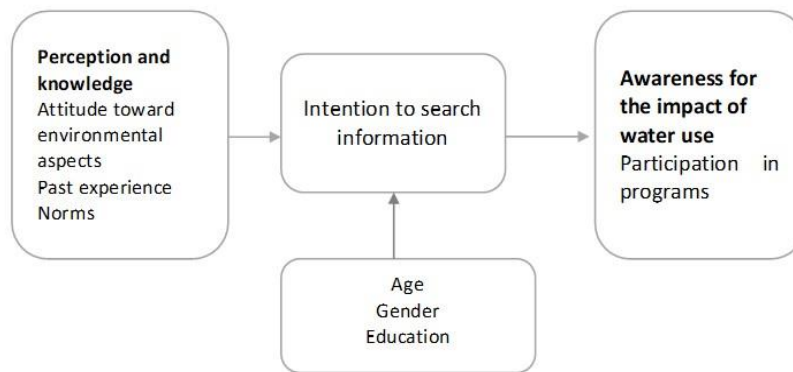 Perception and
knowledge
Attitude toward
environmental
aspects
Past experience
Norms
Intention to search
information
Awareness for
the impact of
water use
Participation in
programs
Age
Gender
Education